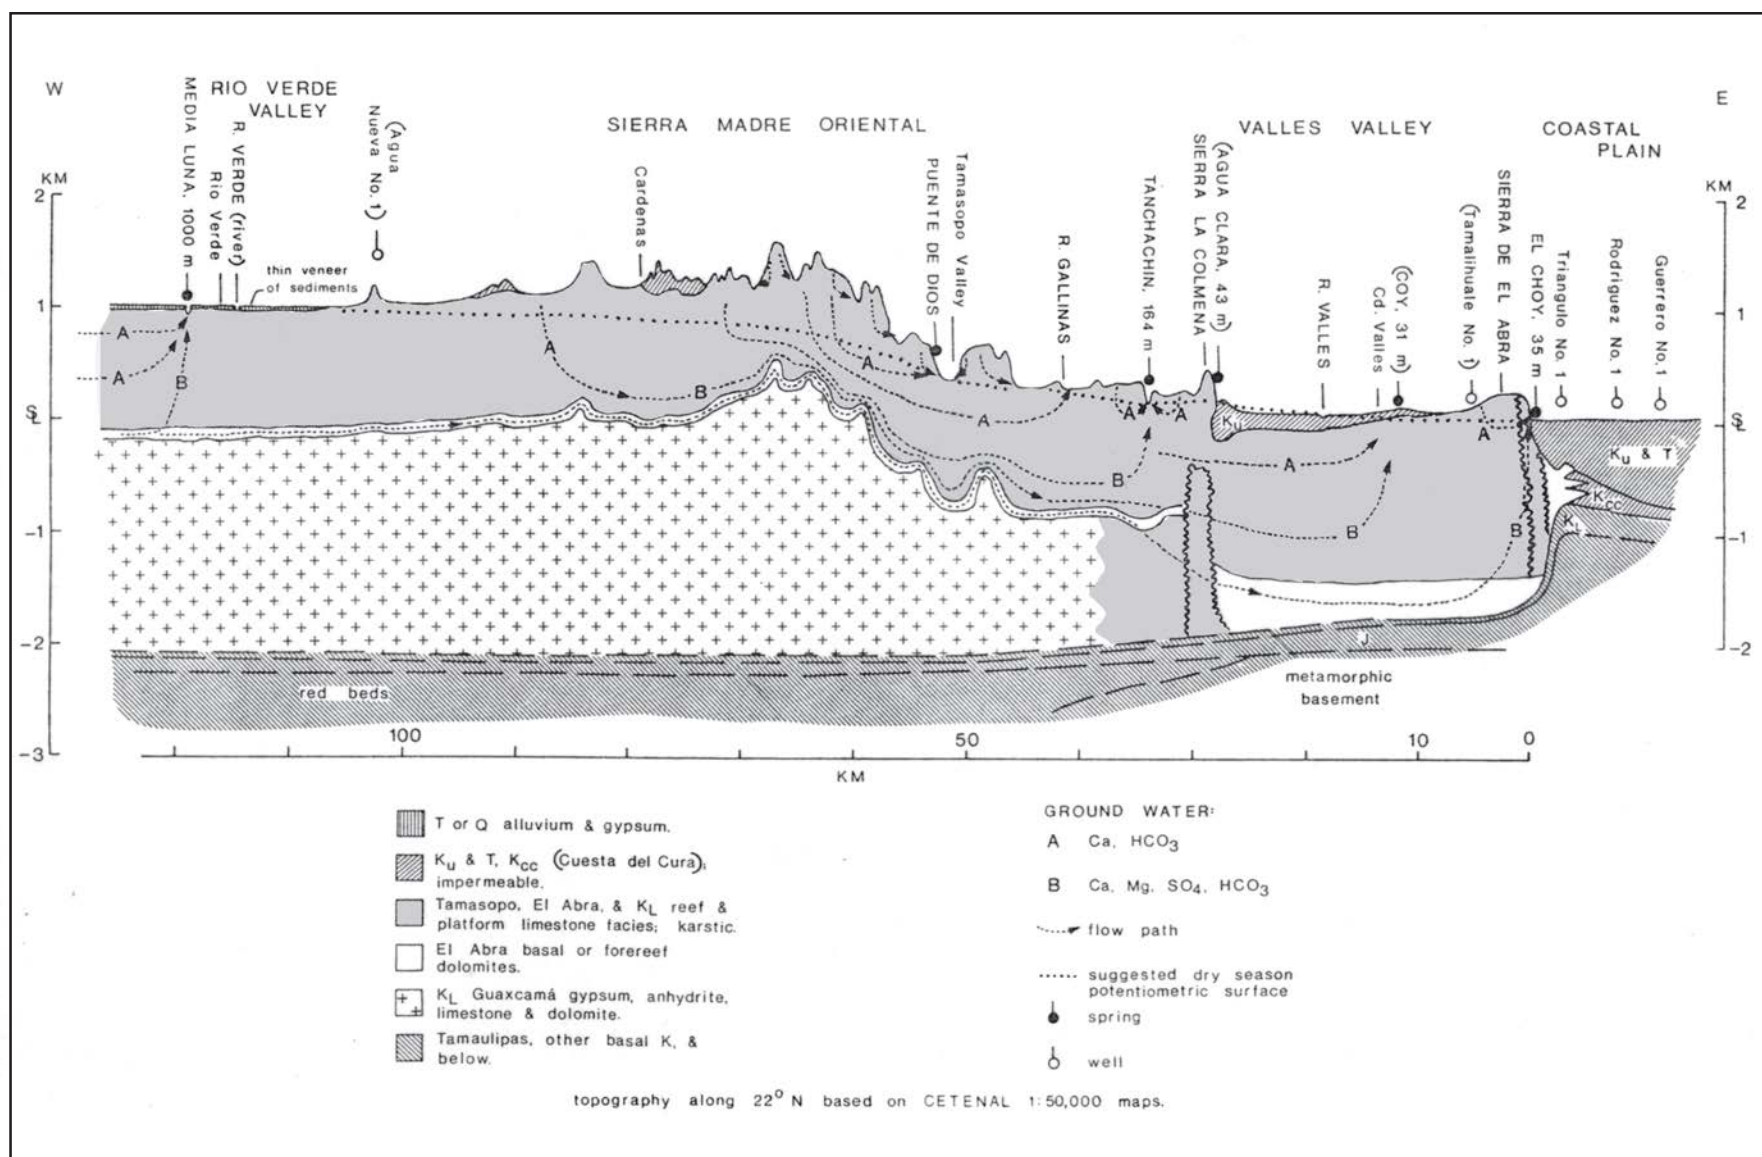 W
E
RIO VERDE
VALLEY
SIERRA MADRE ORIENTAL
VALLES VALLEY
COASTAL
PLAIN
MEDIA LUNA, 1000 m
Rio Verde
R. VERDE (river)
(Agua
Nueva No. 1)
Cardenas
PUENTE DE DIOS
Tamasopo Valley
R. GALLINAS
TANCHACHIN, 164 m
SIERRA LA COLMENA
(AGUA CLARA, 43 m)
R. VALLES
Cd. Valles
(COY, 31 m)
(Tamalihuale No. 1)
SIERRA DE EL ABRA
EL CHOY, 35 m
Triangulo No. 1
Rodriguez No. 1
Guerrero No. 1
KM
2
1
SL
-1
-2
-3
KM
2
1
SL
-1
-2
thin veneer
of sediments
A
A
B
A
B
A
A
B
A
A
A
B
A
B
Ku
Ku & T
Kcc
KL
J
red beds
metamorphic
basement
100
50
10
0
KM
T or Q alluvium & gypsum.
Ku & T, Kcc (Cuesta del Cura);
impermeable.
Tamasopo, El Abra, & KL reef &
platform limestone facies; karstic.
El Abra basal or forereef
dolomites.
KL Guaxcamá gypsum, anhydrite,
limestone & dolomite.
Tamaulipas, other basal K, &
below.
GROUND WATER:
A Ca, HCO3
B Ca, Mg, SO4, HCO3
flow path
suggested dry season
potentiometric surface
spring
well
topography along 22° N based on CETENAL 1:50,000 maps.